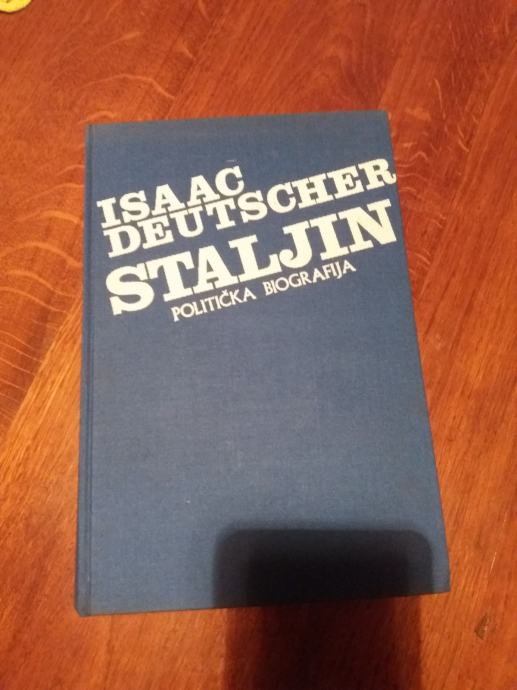 ISAAC
DEUTSCHER
STALJIN
POLITIČKA BIOGRAFIJA